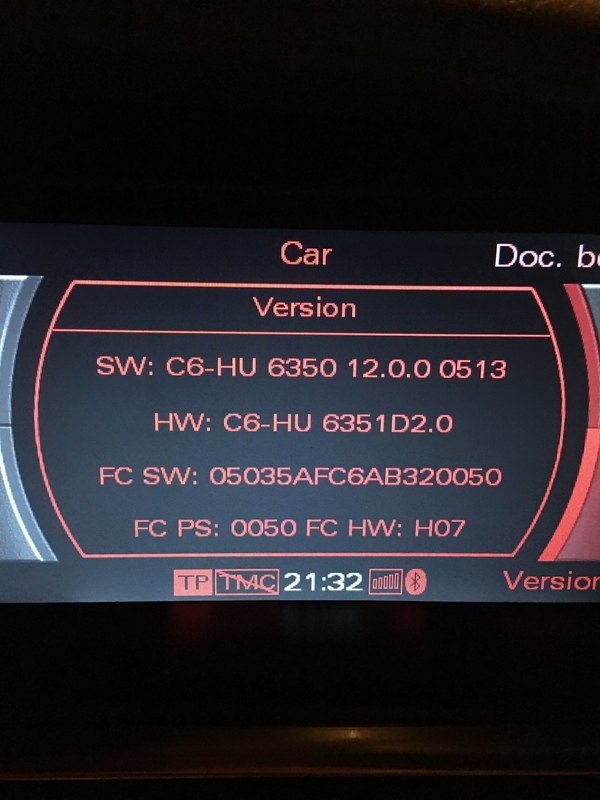 Car
Doc.
Version
SW: C6-HU 6350 12.0.0 0513
HW: C6-HU 6351D2.0
FC SW: 05035AFC6AB320050
FC PS: 0050 FC HW: H07
TP TMC 21:32
Version